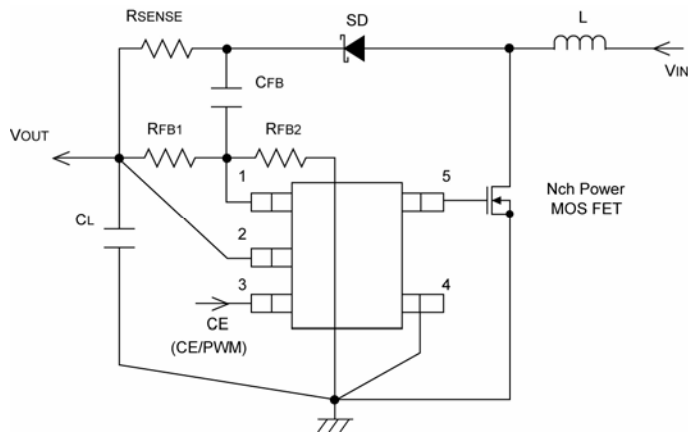 RSENSE
SD
L
CFB
VIN
VOUT
RFB1
RFB2
1
5
Nch Power
MOS FET
CL
2
3
4
CE
(CE/PWM)